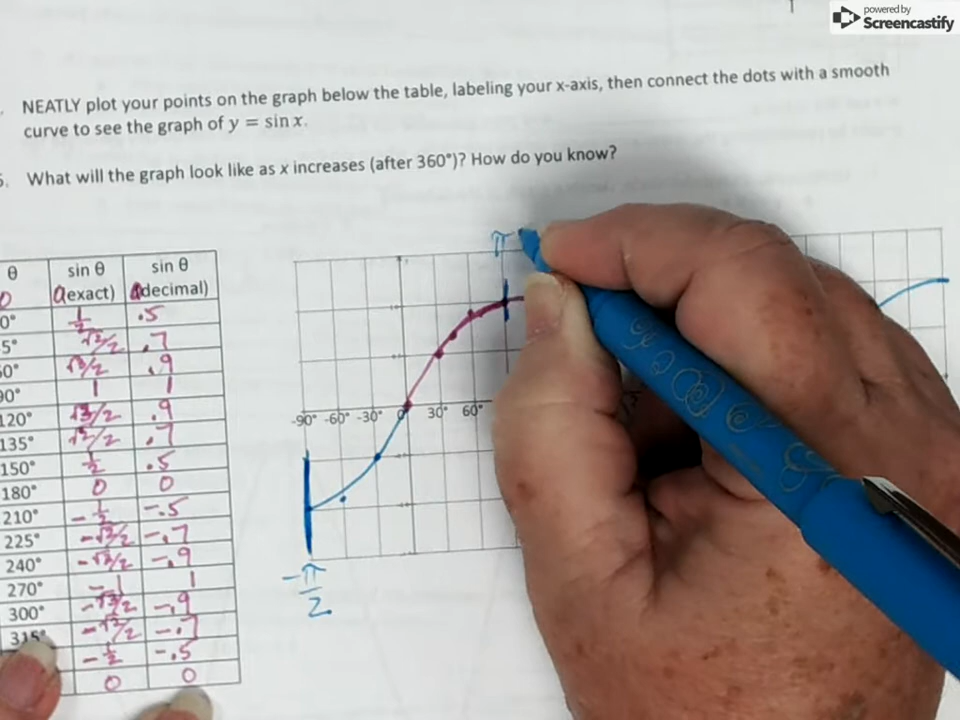 powered by
Screencastify
NEATLY plot your points on the graph below the table, labeling your x-axis, then connect the dots with a smooth
curve to see the graph of y = sin x.
What will the graph look like as x increases (after 360°)? How do you know?
θ sin θ sin θ
(exact) (decimal)
0° 1/2 .5
5° √2/2 .7
0° √3/2 .9
90° 1 1
120° √3/2 .9
135° √2/2 .7
150° 1/2 .5
180° 0 0
210° -1/2 -.5
225° -√2/2 -.7
240° -√3/2 -.9
270° -1 1
300° -√3/2 -.9
315° -√2/2 -.7
-1/2 -.5
0 0
π
-90° -60° -30° 0 30° 60°
-π/2